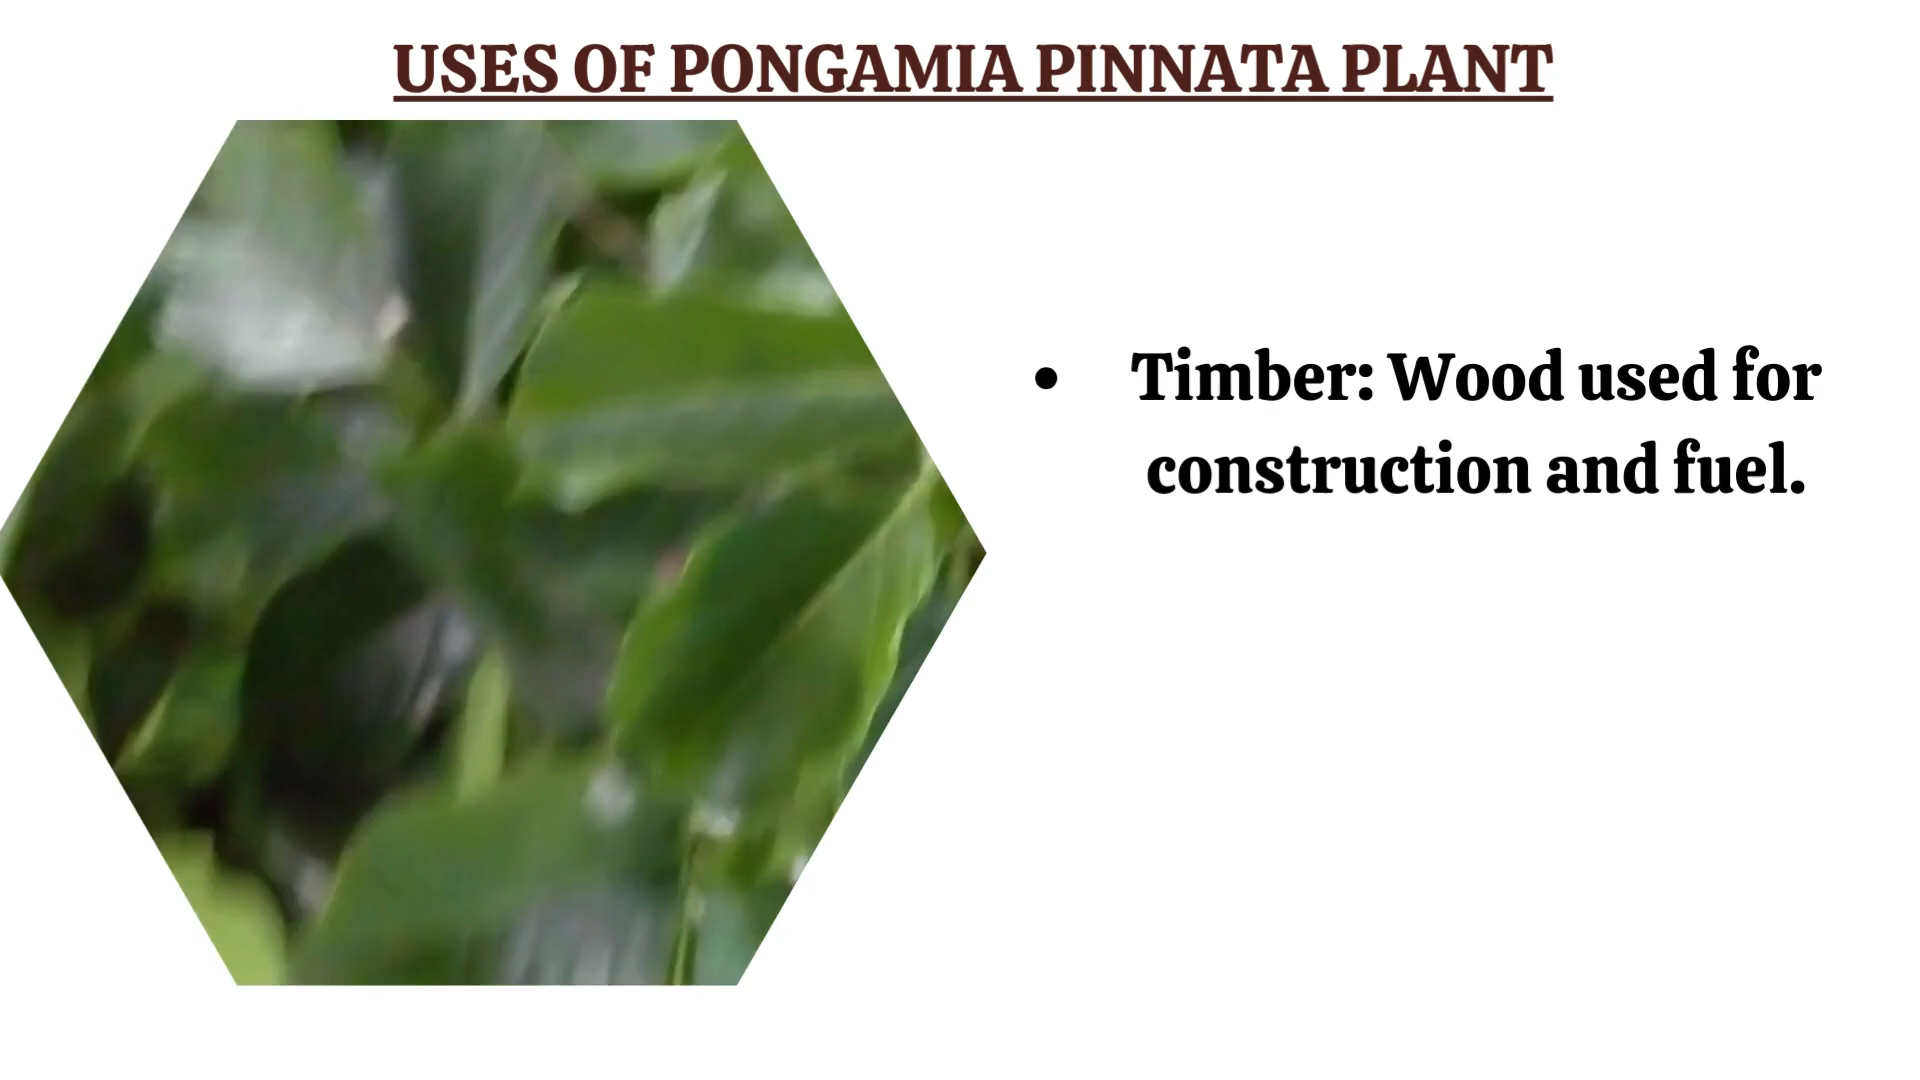 USES OF PONGAMIA PINNATA PLANT
• Timber: Wood used for
construction and fuel.